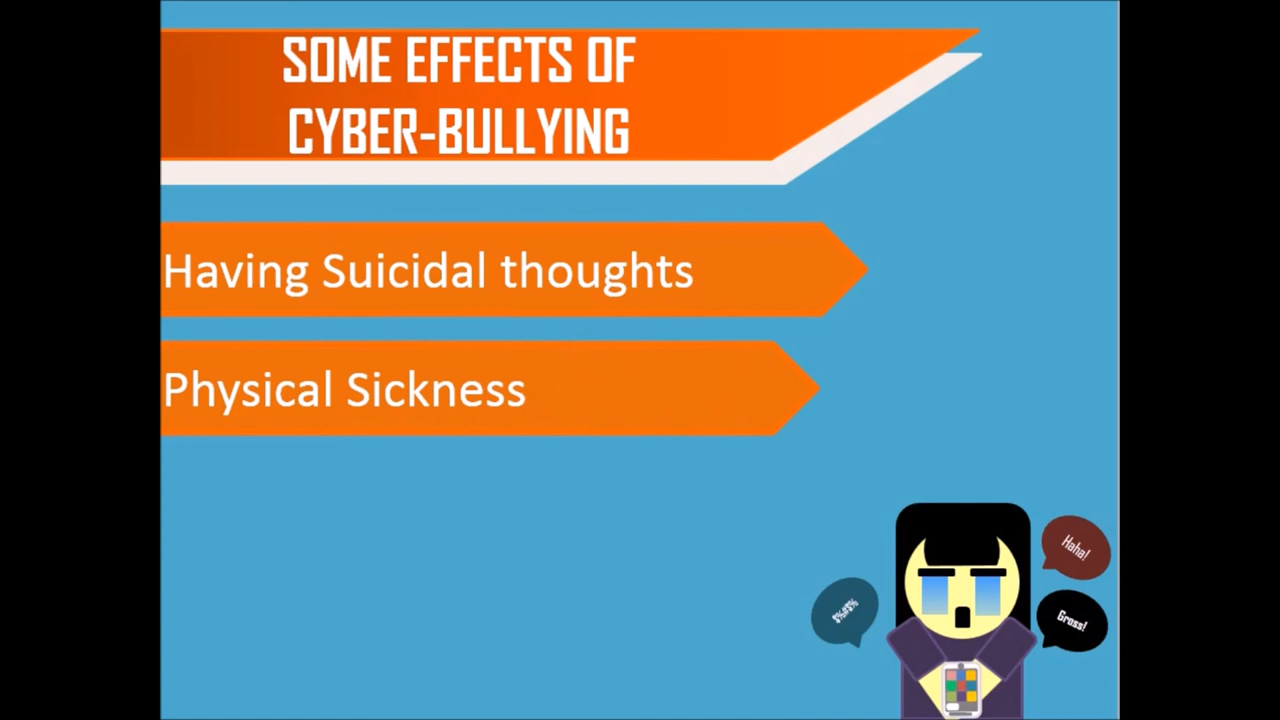 SOME EFFECTS OF
CYBER-BULLYING
Having Suicidal thoughts
Physical Sickness
Haha!
$%#$%
Gross!